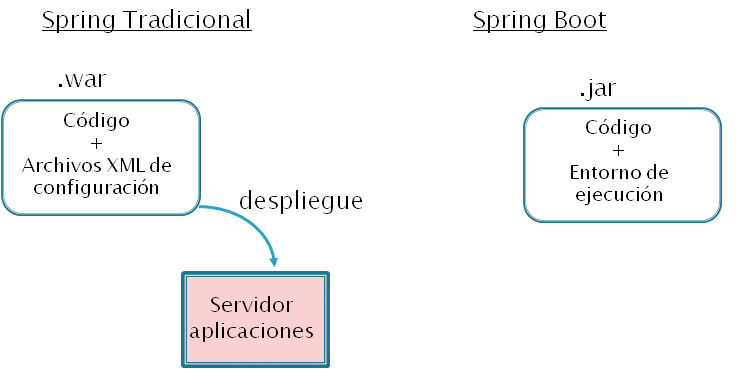 Spring Tradicional
.war
Código
+
Archivos XML de
configuración
despliegue
Servidor
aplicaciones
Spring Boot
.jar
Código
+
Entorno de
ejecución